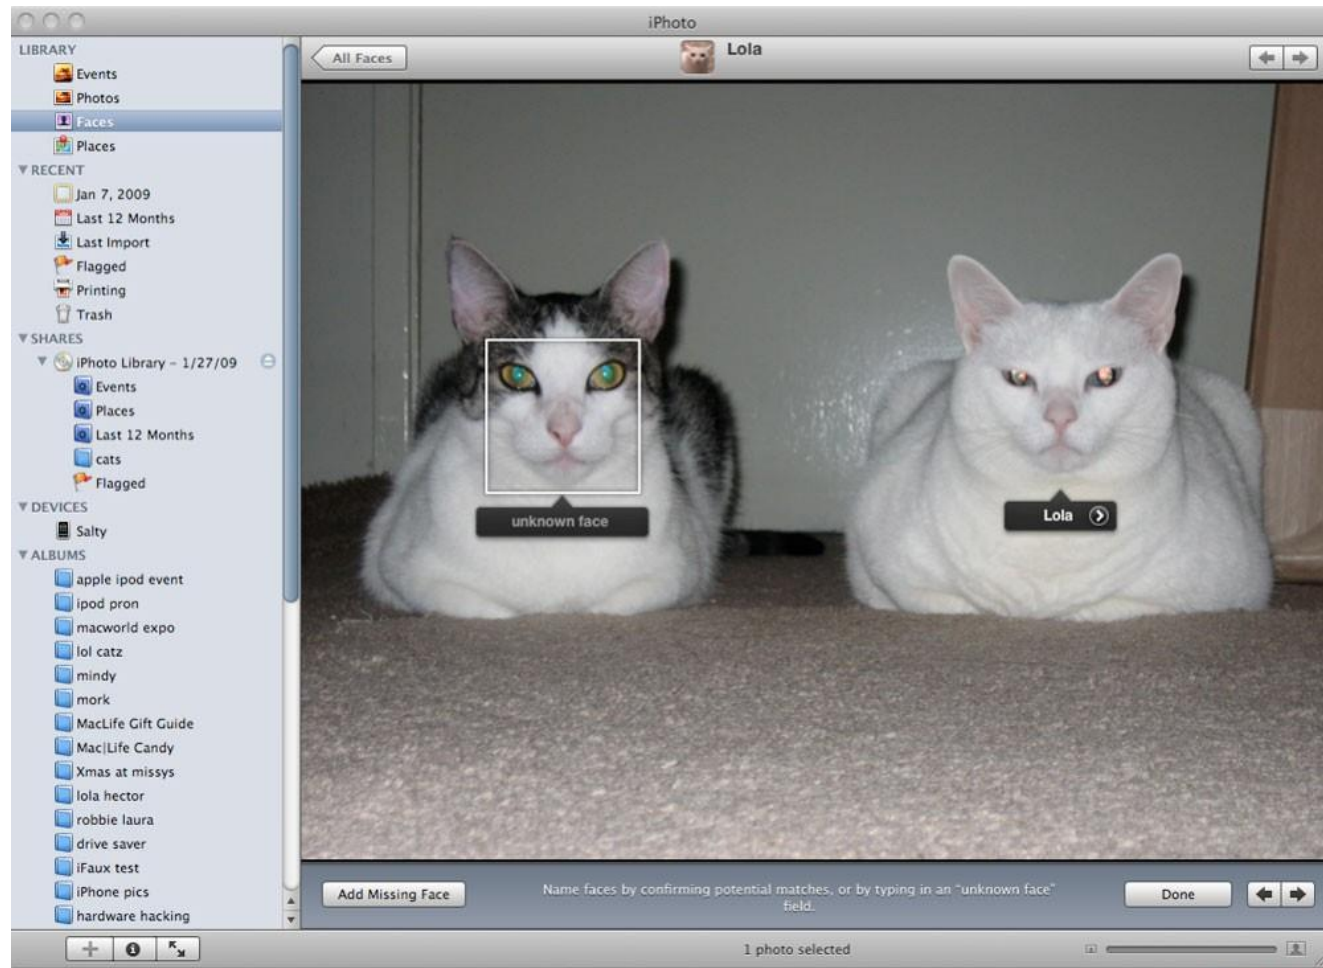 iPhoto
LIBRARY
Events
Photos
Faces
Places
RECENT
Jan 7, 2009
Last 12 Months
Last Import
Flagged
Printing
Trash
SHARES
iPhoto Library – 1/27/09
Events
Places
Last 12 Months
cats
Flagged
DEVICES
Salty
ALBUMS
apple ipod event
ipod pron
macworld expo
lol catz
mindy
mork
MacLife Gift Guide
Mac|Life Candy
Xmas at missys
lola hector
robbie laura
drive saver
iFaux test
iPhone pics
hardware hacking
All Faces
Lola
unknown face
Lola
Add Missing Face
Name faces by confirming potential matches, or by typing in an "unknown face"
field.
Done
1 photo selected